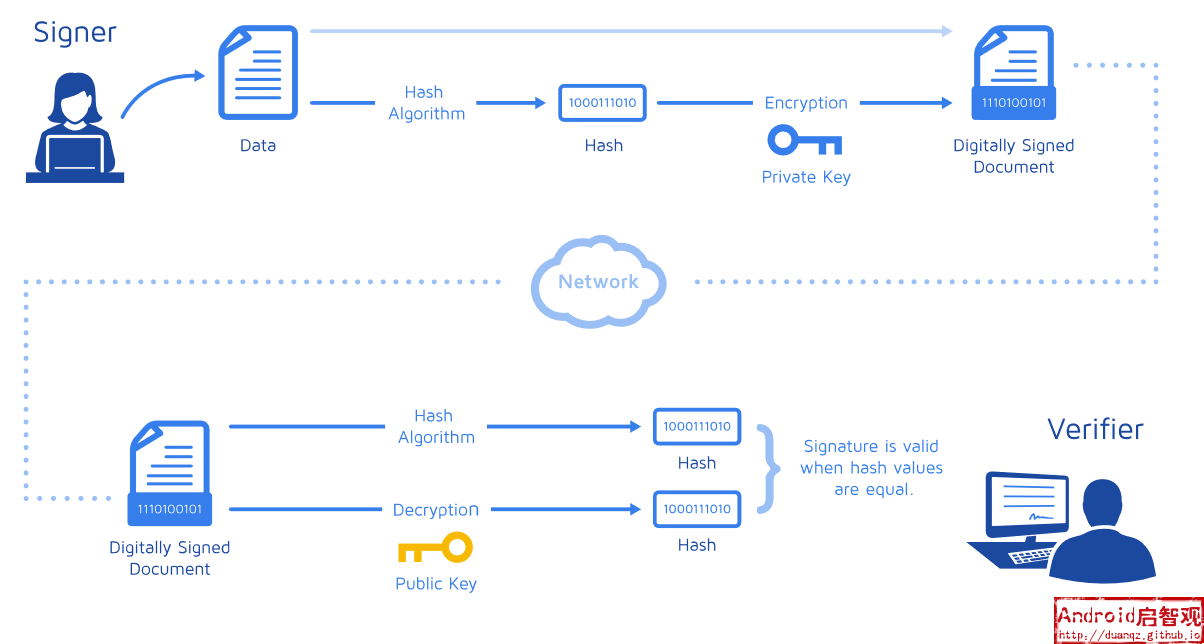 Signer
Hash
Algorithm
1000111010
Encryption
1110100101
Data
Hash
Private Key
Digitally Signed
Document
Network
Hash
Algorithm
1000111010
Hash
Signature is valid
when hash values
are equal.
Verifier
1110100101
Decryption
1000111010
Digitally Signed
Document
Public Key
Hash
Android启智观
http://duanqz.github.io